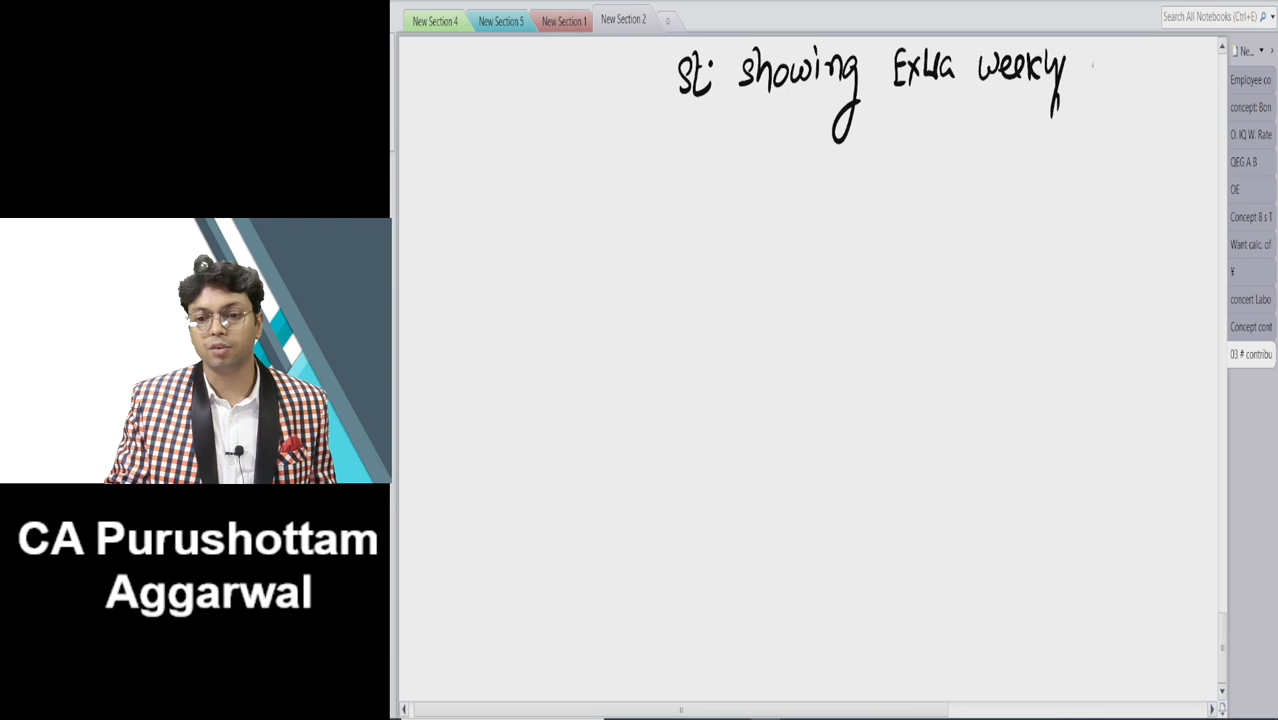 New Section 4
New Section 5
New Section 1
New Section 2
Search All Notebooks (Ctrl+E)
Ne...
St. showing Extra weekly
Employee co
concept: Bon
O. IQ W. Rate
QEG A B
OE
Concept 8 s T
Want calc. of
¥
concert Labo
Concept cont
03 # contribu
CA Purushottam
Aggarwal